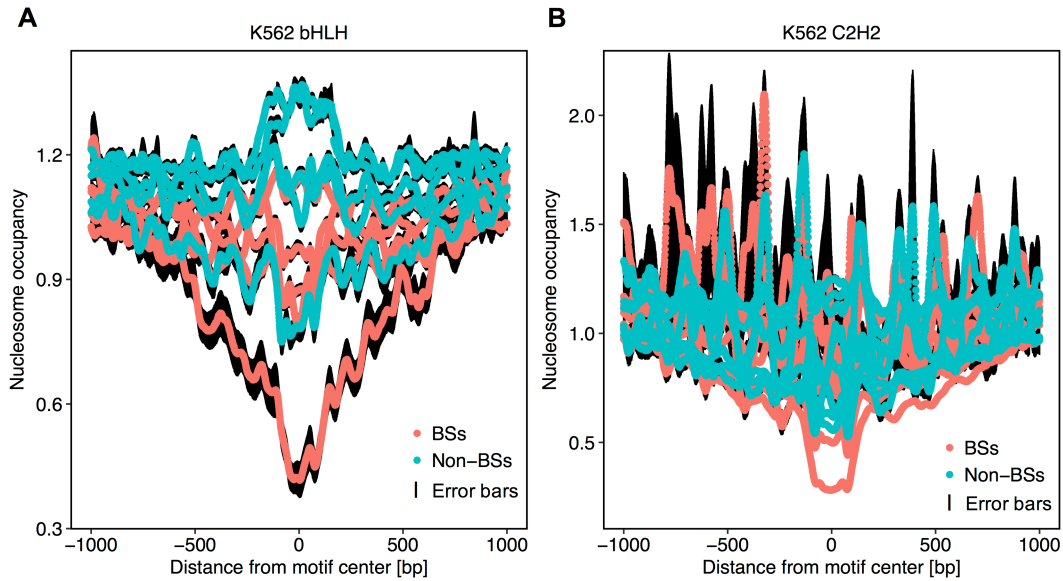 A
K562 bHLH
Nucleosome occupancy
1.2
0.9
0.6
0.3
−1000
−500
0
500
1000
Distance from motif center [bp]
BSs
Non−BSs
Error bars
B
K562 C2H2
Nucleosome occupancy
2.0
1.5
1.0
0.5
−1000
−500
0
500
1000
Distance from motif center [bp]
BSs
Non−BSs
Error bars